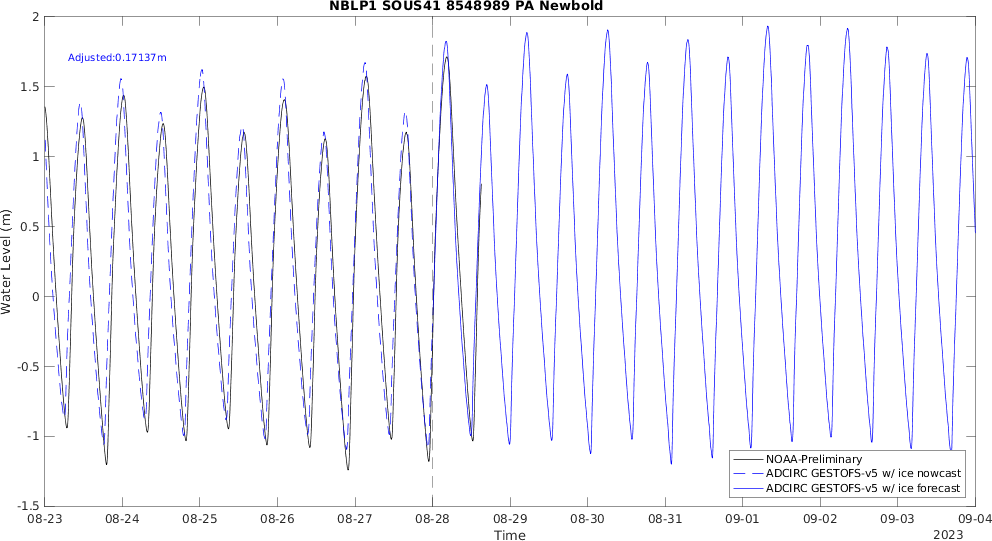 NBLP1 SOUS41 8548989 PA Newbold
Adjusted:0.17137m
Water Level (m)
2
1.5
1
0.5
0
-0.5
-1
-1.5
NOAA-Preliminary
ADCIRC GESTOFS-v5 w/ ice nowcast
ADCIRC GESTOFS-v5 w/ ice forecast
08-23 08-24 08-25 08-26 08-27 08-28 08-29 08-30 08-31 09-01 09-02 09-03 09-04
Time
2023